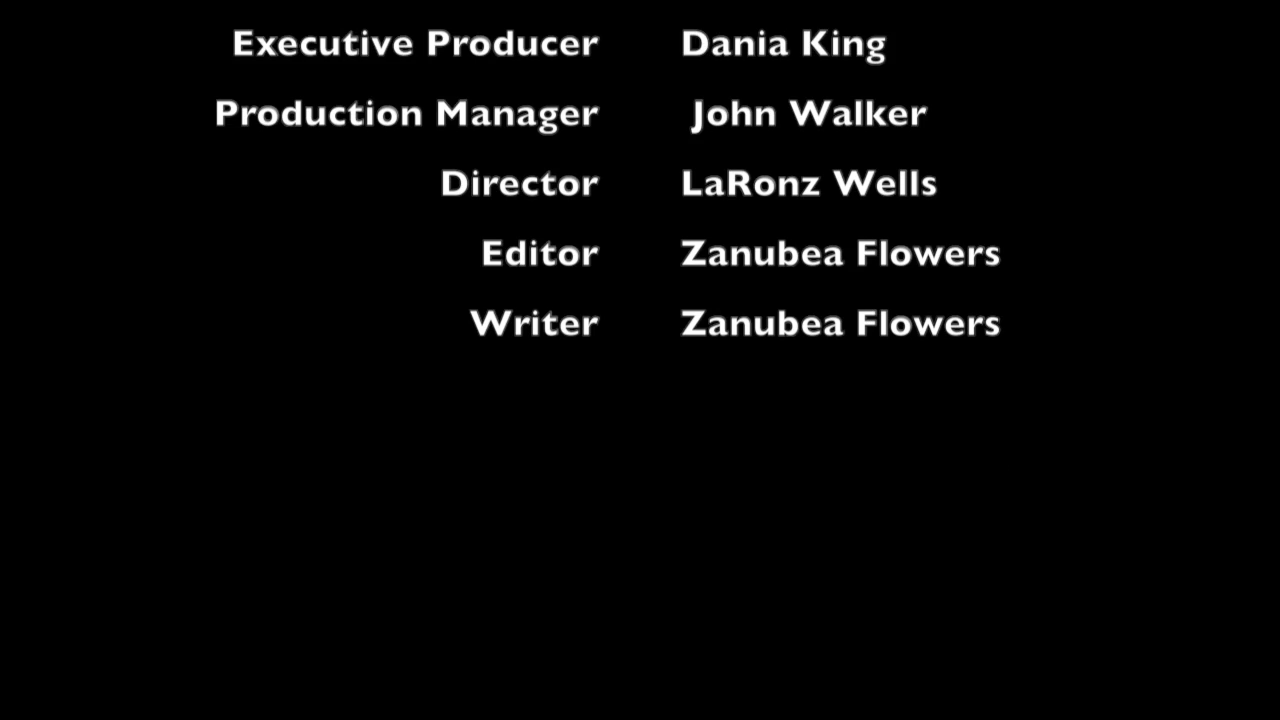 Executive Producer Dania King
Production Manager John Walker
Director LaRonz Wells
Editor Zanubea Flowers
Writer Zanubea Flowers